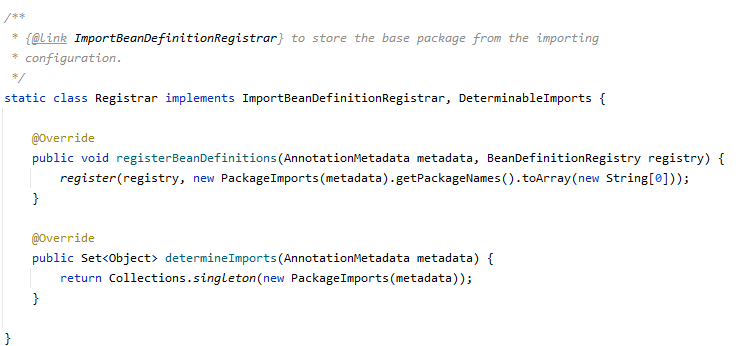 /**
 * {@link ImportBeanDefinitionRegistrar} to store the base package from the importing
 * configuration.
 */
static class Registrar implements ImportBeanDefinitionRegistrar, DeterminableImports {
@Override
public void registerBeanDefinitions(AnnotationMetadata metadata, BeanDefinitionRegistry registry) {
register(registry, new PackageImports(metadata).getPackageNames().toArray(new String[0]));
}
@Override
public Set<Object> determineImports(AnnotationMetadata metadata) {
return Collections.singleton(new PackageImports(metadata));
}
}